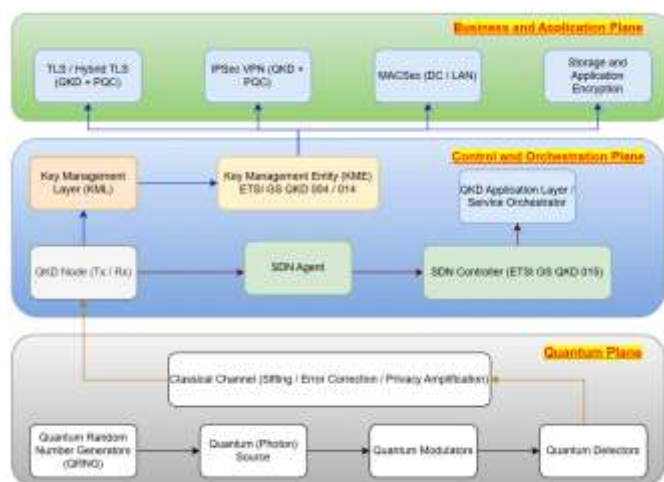 Business and Application Plane
TLS / Hybrid TLS
(QKD + PQC)
IPSec VPN (QKD +
PQC)
MACSec (DC / LAN)
Storage and
Application
Encryption
Control and Orchestration Plane
Key Management
Layer (KML)
Key Management Entity (KME)
ETSI GS QKD 004 / 014
QKD Application Layer /
Service Orchestrator
QKD Node (Tx / Rx)
SDN Agent
SDN Controller (ETSI GS QKD 015)
Quantum Plane
Classical Channel (Sifting / Error Correction / Privacy Amplification)
Quantum Random
Number Generators
(QRNG)
Quantum (Photon)
Source
Quantum Modulators
Quantum Detectors